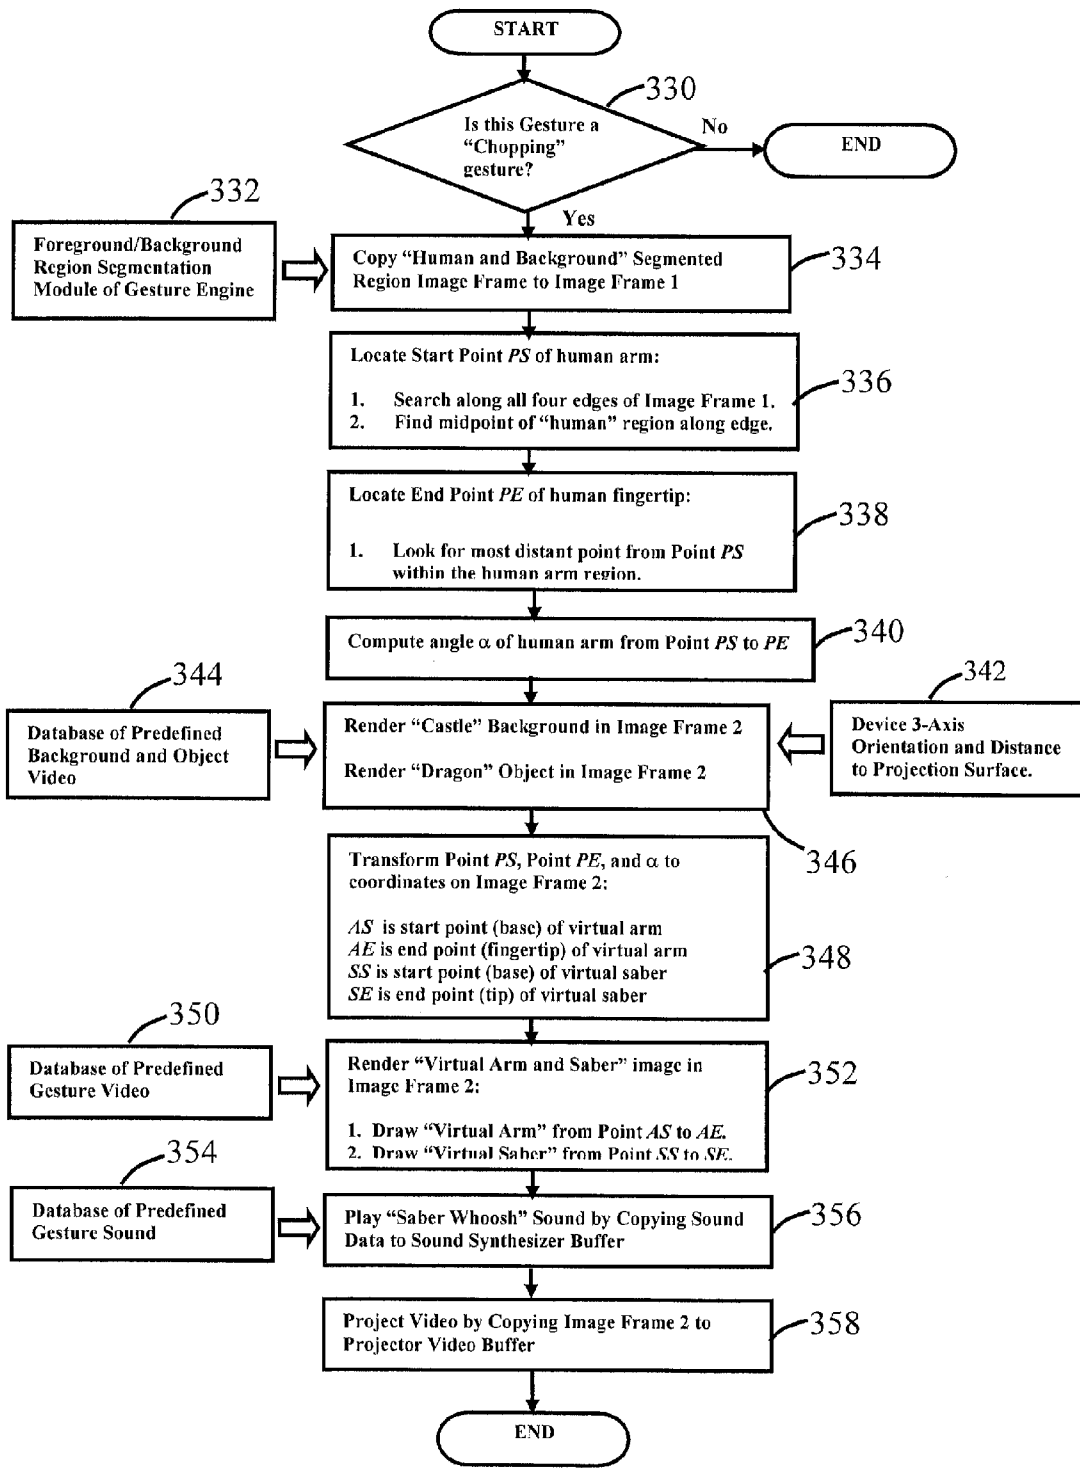 START
330
Is this Gesture a
“Chopping”
gesture?
No
END
Yes
332
Foreground/Background
Region Segmentation
Module of Gesture Engine
Copy “Human and Background” Segmented
Region Image Frame to Image Frame 1
334
Locate Start Point PS of human arm:
1. Search along all four edges of Image Frame 1.
2. Find midpoint of “human” region along edge.
336
Locate End Point PE of human fingertip:
1. Look for most distant point from Point PS
within the human arm region.
338
Compute angle α of human arm from Point PS to PE
340
344
Database of Predefined
Background and Object
Video
Render “Castle” Background in Image Frame 2
Render “Dragon” Object in Image Frame 2
342
Device 3-Axis
Orientation and Distance
to Projection Surface.
346
Transform Point PS, Point PE, and α to
coordinates on Image Frame 2:
AS is start point (base) of virtual arm
AE is end point (fingertip) of virtual arm
SS is start point (base) of virtual saber
SE is end point (tip) of virtual saber
348
350
Database of Predefined
Gesture Video
Render “Virtual Arm and Saber” image in
Image Frame 2:
1. Draw “Virtual Arm” from Point AS to AE.
2. Draw “Virtual Saber” from Point SS to SE.
352
354
Database of Predefined
Gesture Sound
Play “Saber Whoosh” Sound by Copying Sound
Data to Sound Synthesizer Buffer
356
Project Video by Copying Image Frame 2 to
Projector Video Buffer
358
END